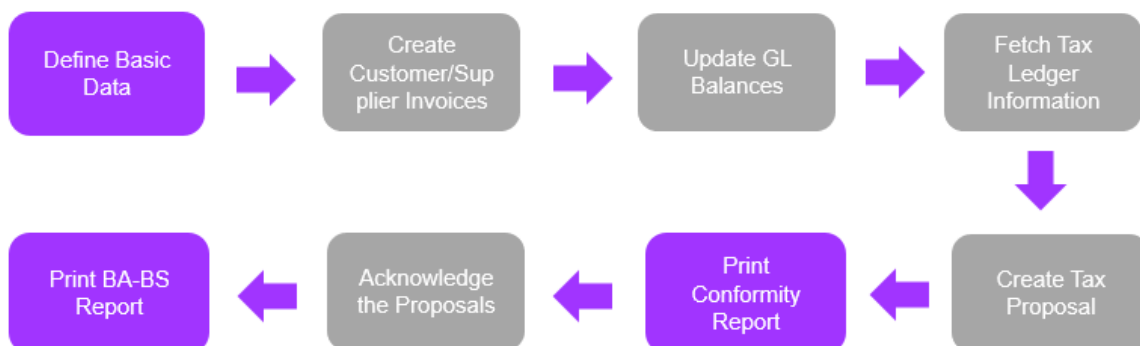 Define Basic
Data
Create
Customer/Sup
plier Invoices
Update GL
Balances
Fetch Tax
Ledger
Information
Create Tax
Proposal
Print
Conformity
Report
Acknowledge
the Proposals
Print BA-BS
Report